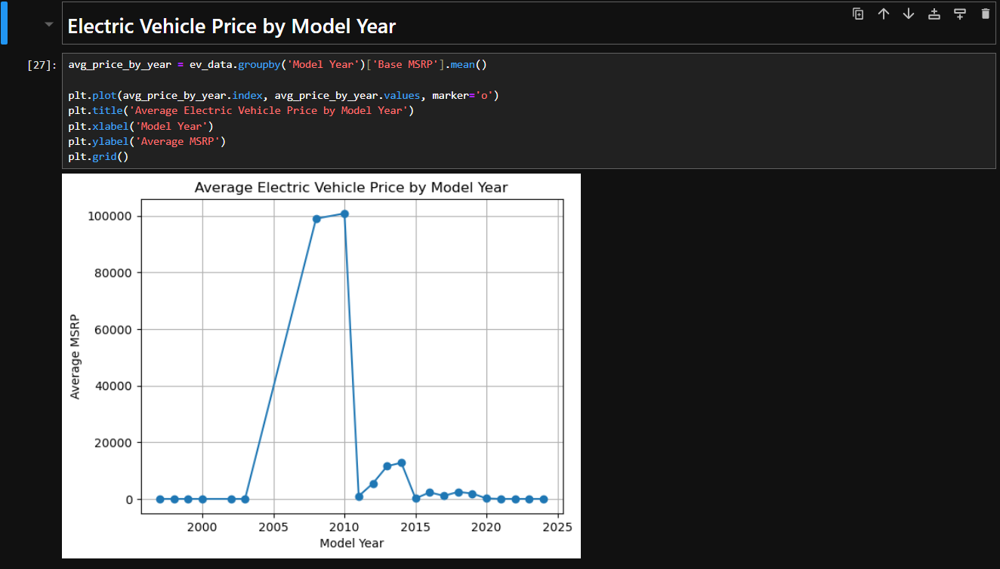 Electric Vehicle Price by Model Year
[27]:
avg_price_by_year = ev_data.groupby('Model Year')['Base MSRP'].mean()
plt.plot(avg_price_by_year.index, avg_price_by_year.values, marker='o')
plt.title('Average Electric Vehicle Price by Model Year')
plt.xlabel('Model Year')
plt.ylabel('Average MSRP')
plt.grid()
Average Electric Vehicle Price by Model Year
Average MSRP
100000
80000
60000
40000
20000
0
2000 2005 2010 2015 2020 2025
Model Year